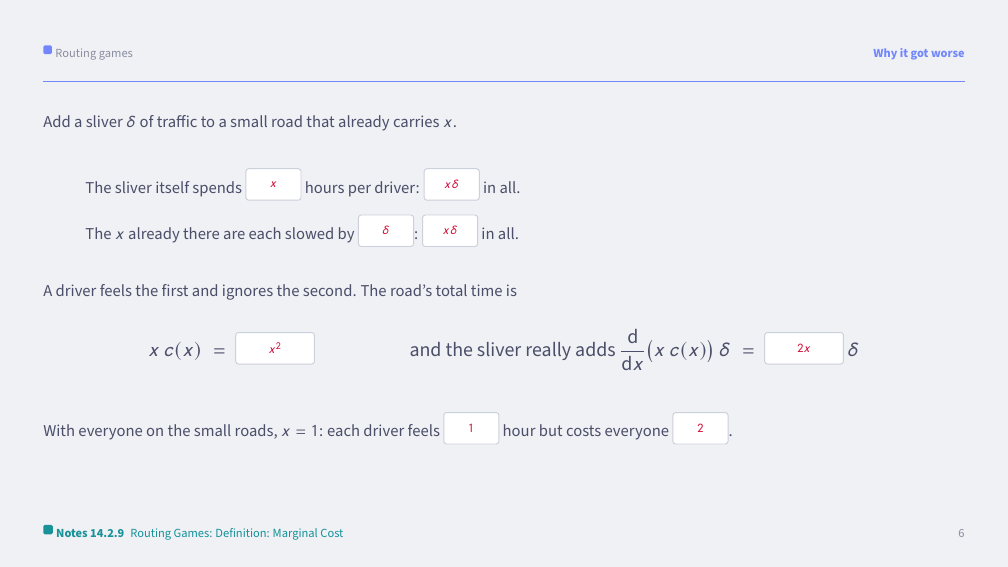 Routing games
Why it got worse
Add a sliver δ of traffic to a small road that already carries x.
The sliver itself spends x hours per driver: xδ in all.
The x already there are each slowed by δ : xδ in all.
A driver feels the first and ignores the second. The road’s total time is
x c(x) = x² and the sliver really adds d/dx (x c(x)) δ = 2x δ
With everyone on the small roads, x = 1: each driver feels 1 hour but costs everyone 2 .
Notes 14.2.9 Routing Games: Definition: Marginal Cost
6